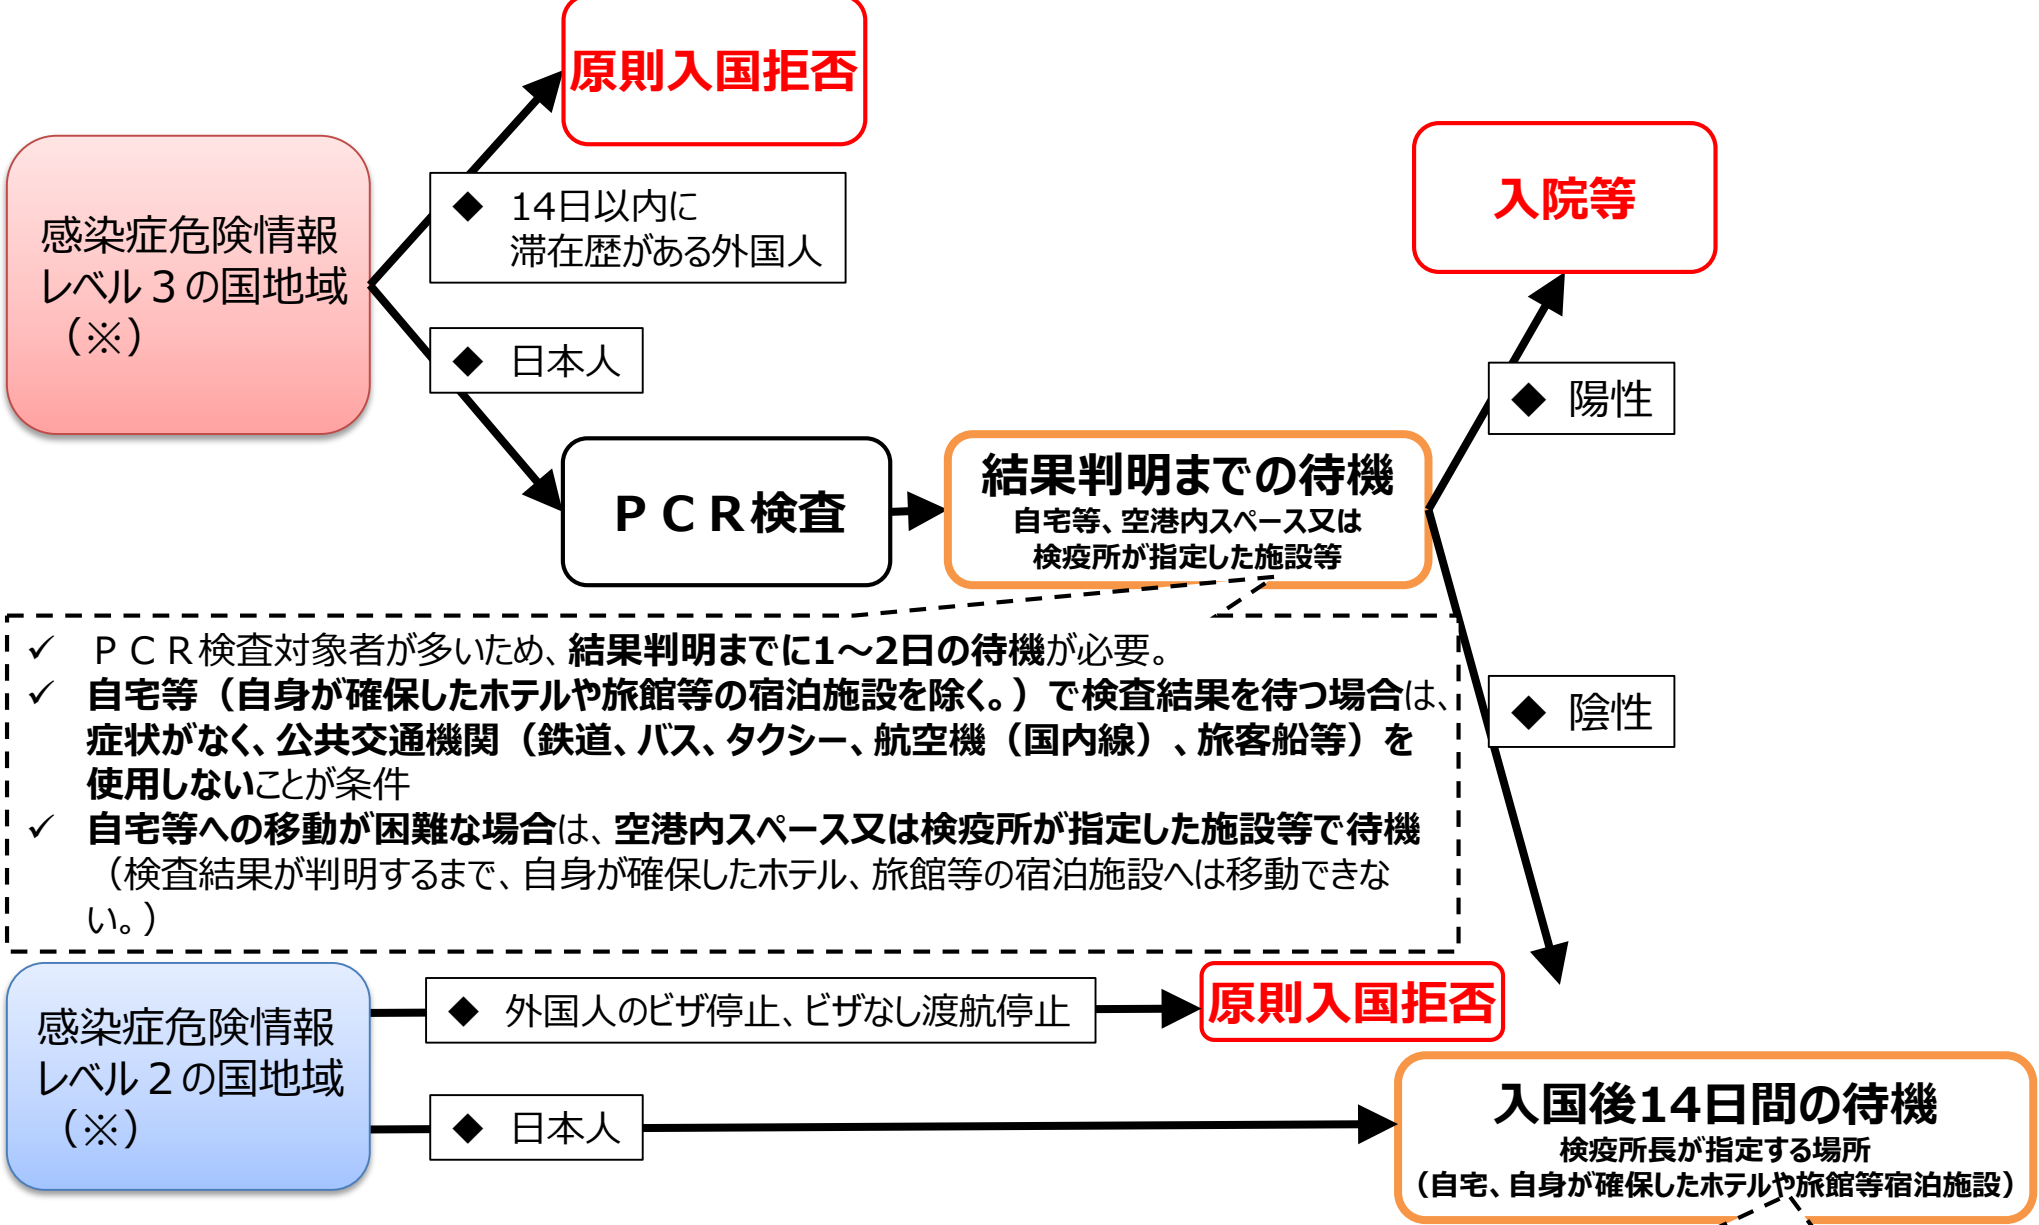 原則入国拒否
感染症危険情報
レベル３の国地域
（※）
◆ 14日以内に
滞在歴がある外国人
入院等
◆ 日本人
◆ 陽性
ＰＣＲ検査
結果判明までの待機
自宅等、空港内スペース又は
検疫所が指定した施設等
✓ ＰＣＲ検査対象者が多いため、結果判明までに1～2日の待機が必要。
✓ 自宅等（自身が確保したホテルや旅館等の宿泊施設を除く。）で検査結果を待つ場合は、
症状がなく、公共交通機関（鉄道、バス、タクシー、航空機（国内線）、旅客船等）を
使用しないことが条件
✓ 自宅等への移動が困難な場合は、空港内スペース又は検疫所が指定した施設等で待機
（検査結果が判明するまで、自身が確保したホテル、旅館等の宿泊施設へは移動できな
い。）
◆ 陰性
感染症危険情報
レベル２の国地域
（※）
◆ 外国人のビザ停止、ビザなし渡航停止
原則入国拒否
◆ 日本人
入国後14日間の待機
検疫所長が指定する場所
（自宅、自身が確保したホテルや旅館等宿泊施設）